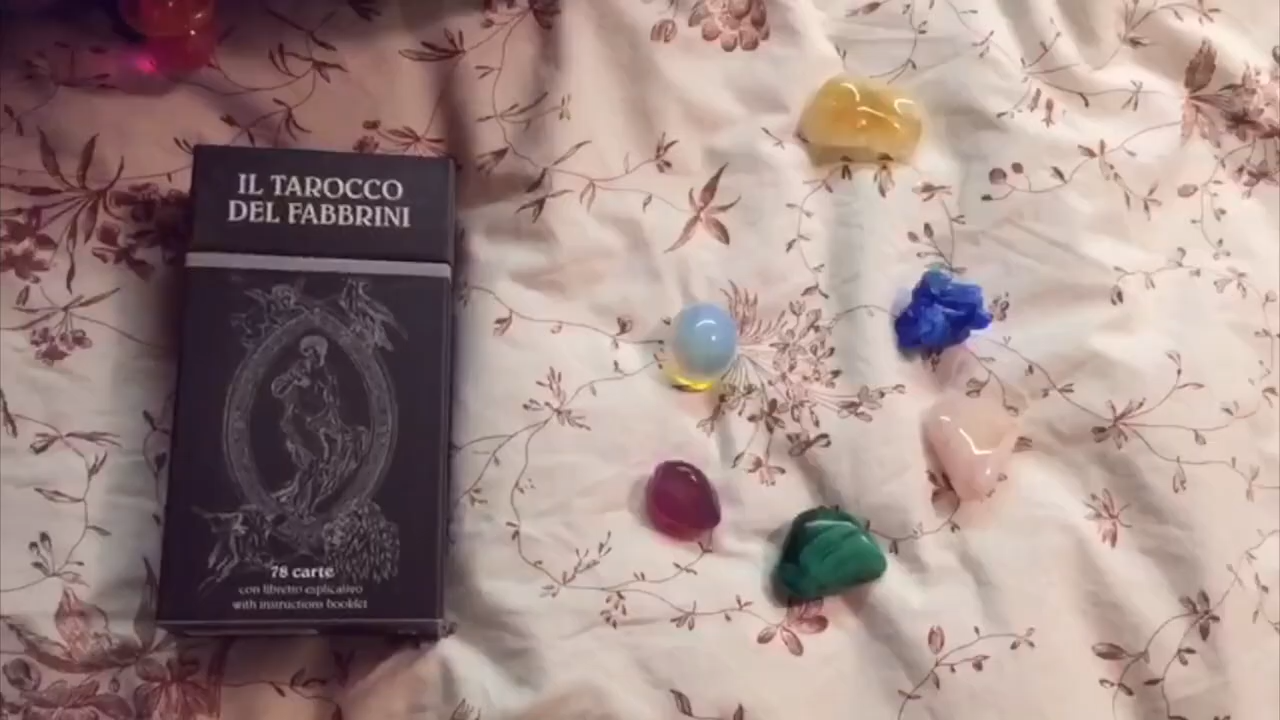 IL TAROCCO
DEL FABBRINI
78 carte
con libretto esplicativo
with instructions booklet